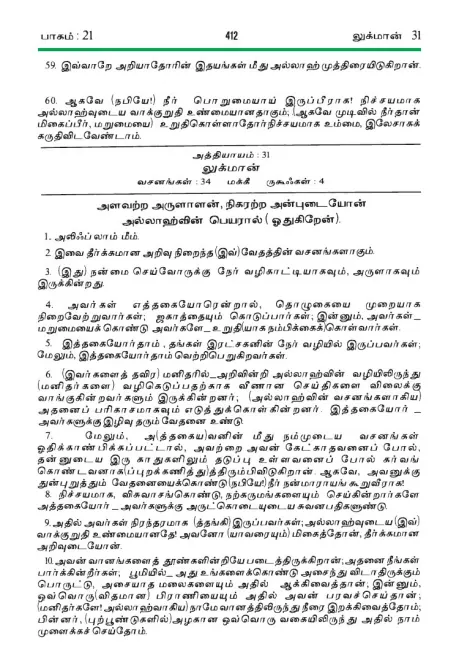 பாகம் : 21 412 லுக்மான் 31
59. இவ்வாறே அறியாதோரின் இதயங்கள் மீது அல்லாஹ் முத்திரையிடுகிறான்.
60. ஆகவே (நபியே!) நீர் பொறுமையாய் இருப்பீராக! நிச்சயமாக
அல்லாஹ்வுடைய வாக்குறுதி உண்மையானதாகும்; (ஆகவே முடிவில் நீர்தான்
மிகைப்பீர், மறுமையை) உறுதிகொள்ளாதோர் நிச்சயமாக உம்மை, இலேசாகக்
கருதிவிடவேண்டாம்.
அத்தியாயம் : 31
லுக்மான்
வசனங்கள் : 34 மக்கீ ருகூஃகள் : 4
அளவற்ற அருளாளன், நிகரற்ற அன்புடையோன்
அல்லாஹ்வின் பெயரால் ( ஓதுகிறேன்).
1. அலிஃப்லாம் மீம்.
2. இவை தீர்க்கமான அறிவு நிறைந்த (இவ்) வேதத்தின் வசனங்களாகும்.
3. (இது) நன்மை செய்வோருக்கு நேர் வழிகாட்டியாகவும், அருளாகவும்
இருக்கின்றது.
4. அவர்கள் எத்தகையோரென்றால், தொழுகையை முறையாக
நிறைவேற்றுவார்கள்; ஜகாத்தையும் கொடுப்பார்கள்; இன்னும், அவர்கள் _
மறுமையைக்கொண்டு அவர்களே _ உறுதியாக நம்பிக்கைக்கொள்வார்கள்.
5. இத்தகையோர்தாம் , தங்கள் இரட்சகனின் நேர் வழியில் இருப்பவர்கள்;
மேலும், இத்தகையோர்தாம் வெற்றிபெறுகிறவர்கள்.
6. (இவர்களைத் தவிர) மனிதரில் _ அறிவின்றி அல்லாஹ்வின் வழியிலிருந்து
(மனிதர்களை) வழிகெடுப்பதற்காக வீணான செய்திகளை விலைக்கு
வாங்குகின்றவர்களும் இருக்கின்றனர்; (அல்லாஹ்வின் வசனங்களாகிய)
அதனைப் பரிகாசமாகவும் எடுத்துக்கொள்கின்றனர். இத்தகையோர் _
அவர்களுக்கு இழிவு தரும் வேதனை உண்டு.
7. மேலும், அ(த்தகைய)வனின் மீது நம்முடைய வசனங்கள்
ஓதிக்காண்பிக்கப்பட்டால், அவற்றை அவன் கேட்காதவனைப் போல்,
தன்னுடைய இரு காதுகளிலும் தடுப்பு உள்ளவனைப் போல் கர்வங்
கொண்டவனாக(ப்புறக்கணித்து)த்திரும்பிவிடுகிறான். ஆகவே, அவனுக்கு
துன்புறுத்தும் வேதனையைக்கொண்டு (நபியே!) நீர் நன்மாராயங் கூறுவீராக!
8. நிச்சயமாக, விசுவாசங்கொண்டு, நற்கருமங்களையும் செய்கின்றார்களே
அத்தகையோர் _ அவர்களுக்கு அருட்கொடையுடைய சுவனபதிகளுண்டு.
9. அதில் அவர்கள் நிரந்தரமாக (த்தங்கி) இருப்பவர்கள்; அல்லாஹ்வுடைய (இவ்)
வாக்குறுதி உண்மையானதே! அவனோ (யாவரையும்) மிகைத்தோன், தீர்க்கமான
அறிவுடையோன்.
10. அவன் வானங்களைத் தூண்களின்றியே படைத்திருக்கிறான்; அதனை நீங்கள்
பார்க்கின்றீர்கள்; பூமியில் _ அது உங்களைக்கொண்டு அசைந்து விடாதிருக்கும்
பொருட்டு, அசையாத மலைகளையும் அதில் ஆக்கிவைத்தான்; இன்னும்,
ஒவ்வொரு(விதமான) பிராணியையும் அதில் அவன் பரவச்செய்தான்;
(மனிதர்களே! அல்லாஹ்வாகிய) நாமே வானத்திலிருந்து நீரை இறக்கிவைத்தோம்;
பின்னர், (புற்பூண்டுகளில்) அழகான ஒவ்வொரு வகையிலிருந்து அதில் நாம்
முளைக்கச் செய்தோம்.